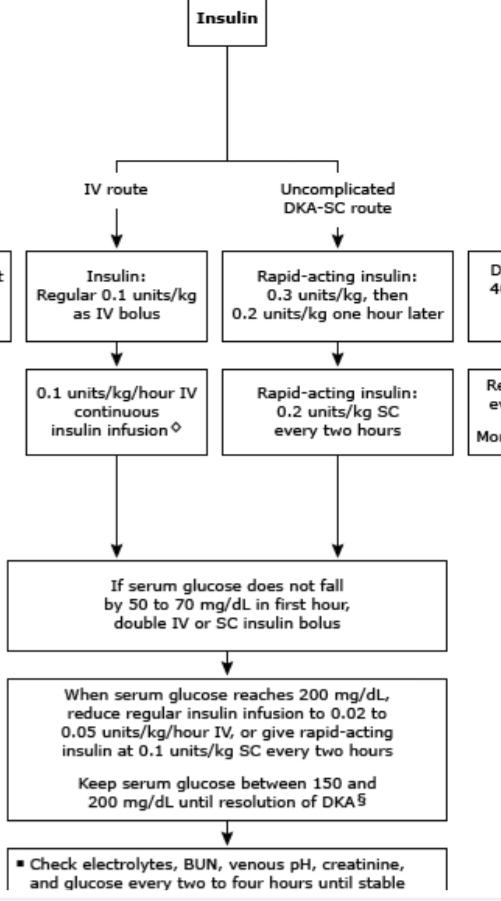 Insulin
IV route
Uncomplicated
DKA-SC route
t
Insulin:
Regular 0.1 units/kg
as IV bolus
Rapid-acting insulin:
0.3 units/kg, then
0.2 units/kg one hour later
D
4
0.1 units/kg/hour IV
continuous
insulin infusion◇
Rapid-acting insulin:
0.2 units/kg SC
every two hours
Re
ev
Mor
If serum glucose does not fall
by 50 to 70 mg/dL in first hour,
double IV or SC insulin bolus
When serum glucose reaches 200 mg/dL,
reduce regular insulin infusion to 0.02 to
0.05 units/kg/hour IV, or give rapid-acting
insulin at 0.1 units/kg SC every two hours
Keep serum glucose between 150 and
200 mg/dL until resolution of DKA§
▪ Check electrolytes, BUN, venous pH, creatinine,
and glucose every two to four hours until stable